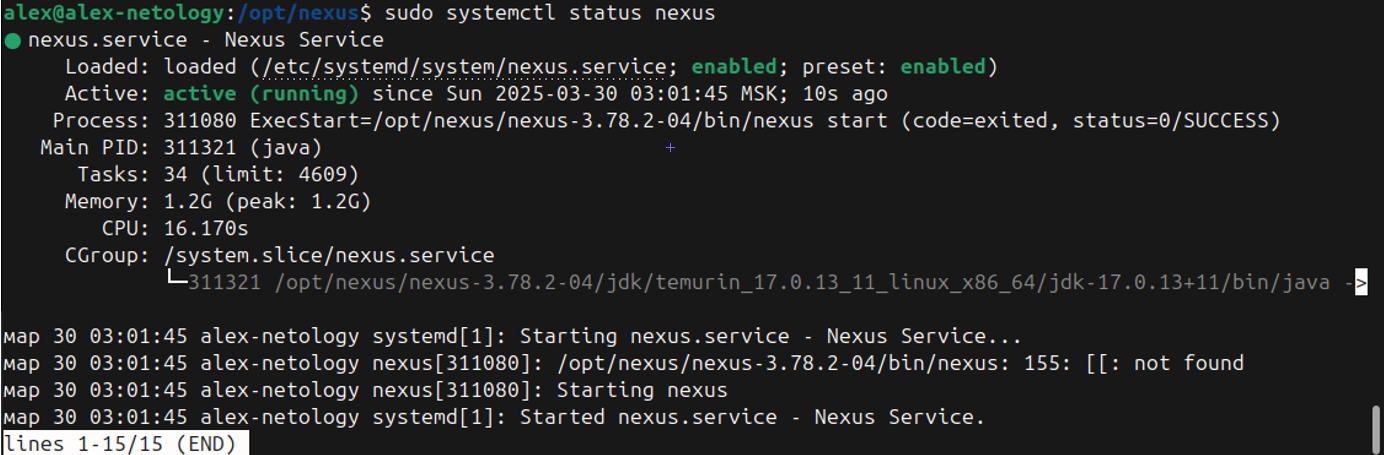 alex@alex-netology:/opt/nexus$ sudo systemctl status nexus
● nexus.service - Nexus Service
     Loaded: loaded (/etc/systemd/system/nexus.service; enabled; preset: enabled)
     Active: active (running) since Sun 2025-03-30 03:01:45 MSK; 10s ago
    Process: 311080 ExecStart=/opt/nexus/nexus-3.78.2-04/bin/nexus start (code=exited, status=0/SUCCESS)
   Main PID: 311321 (java)
      Tasks: 34 (limit: 4609)
     Memory: 1.2G (peak: 1.2G)
        CPU: 16.170s
     CGroup: /system.slice/nexus.service
             └─311321 /opt/nexus/nexus-3.78.2-04/jdk/temurin_17.0.13_11_linux_x86_64/jdk-17.0.13+11/bin/java ->
мар 30 03:01:45 alex-netology systemd[1]: Starting nexus.service - Nexus Service...
мар 30 03:01:45 alex-netology nexus[311080]: /opt/nexus/nexus-3.78.2-04/bin/nexus: 155: [[: not found
мар 30 03:01:45 alex-netology nexus[311080]: Starting nexus
мар 30 03:01:45 alex-netology systemd[1]: Started nexus.service - Nexus Service.
lines 1-15/15 (END)